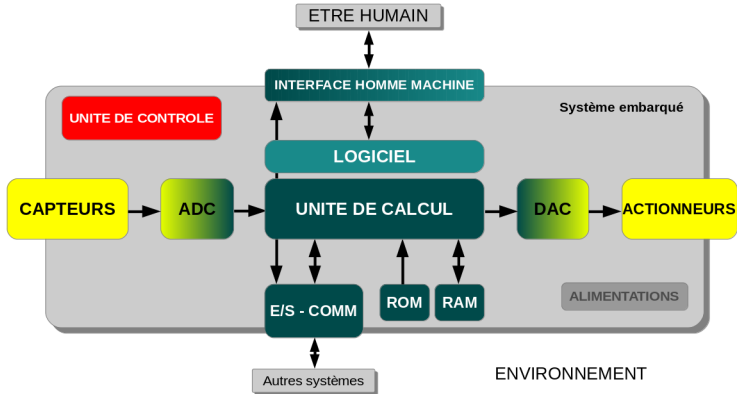 ETRE HUMAIN
INTERFACE HOMME MACHINE
Système embarqué
UNITE DE CONTROLE
LOGICIEL
CAPTEURS
ADC
UNITE DE CALCUL
DAC
ACTIONNEURS
E/S - COMM
ROM
RAM
ALIMENTATIONS
Autres systèmes
ENVIRONNEMENT